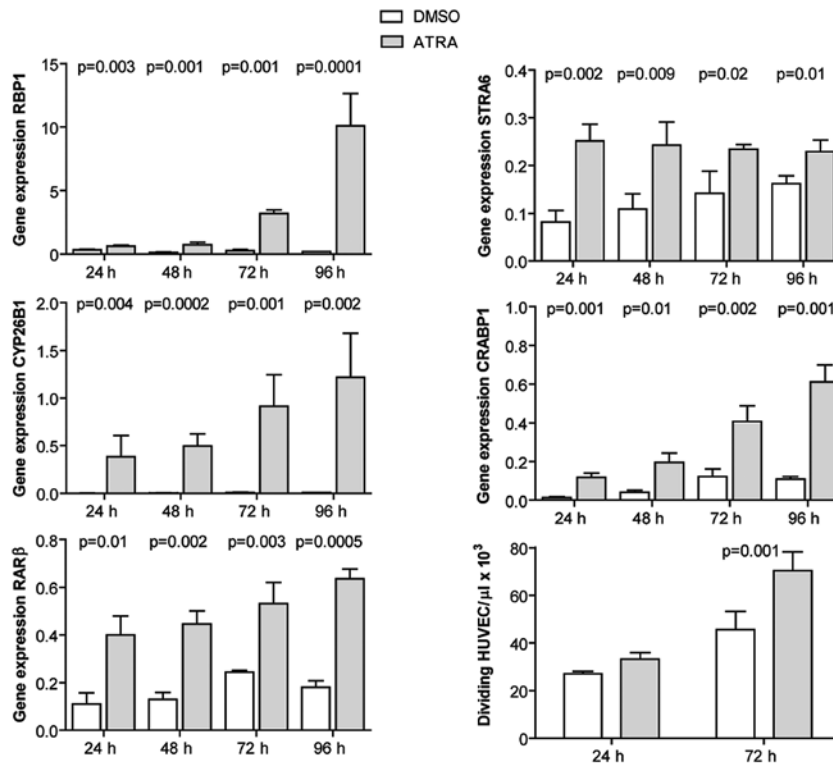 DMSO
ATRA
Gene expression RBP1
p=0.003 p=0.001 p=0.001 p=0.0001
15
10
5
0
24 h 48 h 72 h 96 h
Gene expression STRA6
p=0.002 p=0.009 p=0.02 p=0.01
0.4
0.3
0.2
0.1
0.0
24 h 48 h 72 h 96 h
Gene expression CYP26B1
p=0.004 p=0.0002 p=0.001 p=0.002
2.0
1.5
1.0
0.5
0.0
24 h 48 h 72 h 96 h
Gene expression CRABP1
p=0.001 p=0.01 p=0.002 p=0.001
1.0
0.8
0.6
0.4
0.2
0.0
24 h 48 h 72 h 96 h
Gene expression RARβ
p=0.01 p=0.002 p=0.003 p=0.0005
0.8
0.6
0.4
0.2
0.0
24 h 48 h 72 h 96 h
Dividing HUVEC/µl x 10³
p=0.001
80
60
40
20
0
24 h 72 h